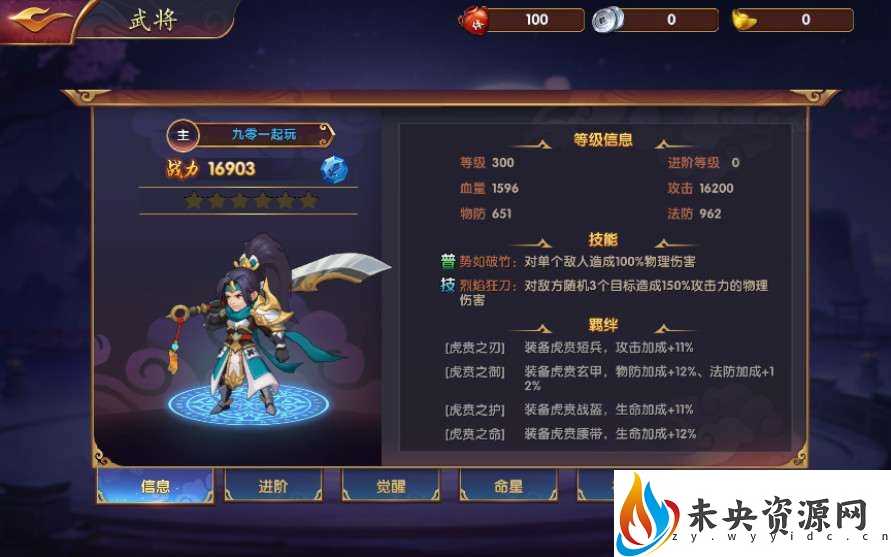 武将
100
0
0
主 九零一起玩
战力 16903
等级信息
等级 300 进阶等级 0
血量 1596 攻击 16200
物防 651 法防 962
技能
普 势如破竹：对单个敌人造成100%物理伤害
技 烈焰狂刀：对敌方随机3个目标造成150%攻击力的物理
伤害
羁绊
[虎贲之刃] 装备虎贲短兵，攻击加成+11%
[虎贲之御] 装备虎贲玄甲，物防加成+12%、法防加成+1
2%
[虎贲之护] 装备虎贲战盔，生命加成+11%
[虎贲之命] 装备虎贲腰带，生命加成+12%
信息
进阶
觉醒
命星
未央资源网
zy.wyyidc.cn